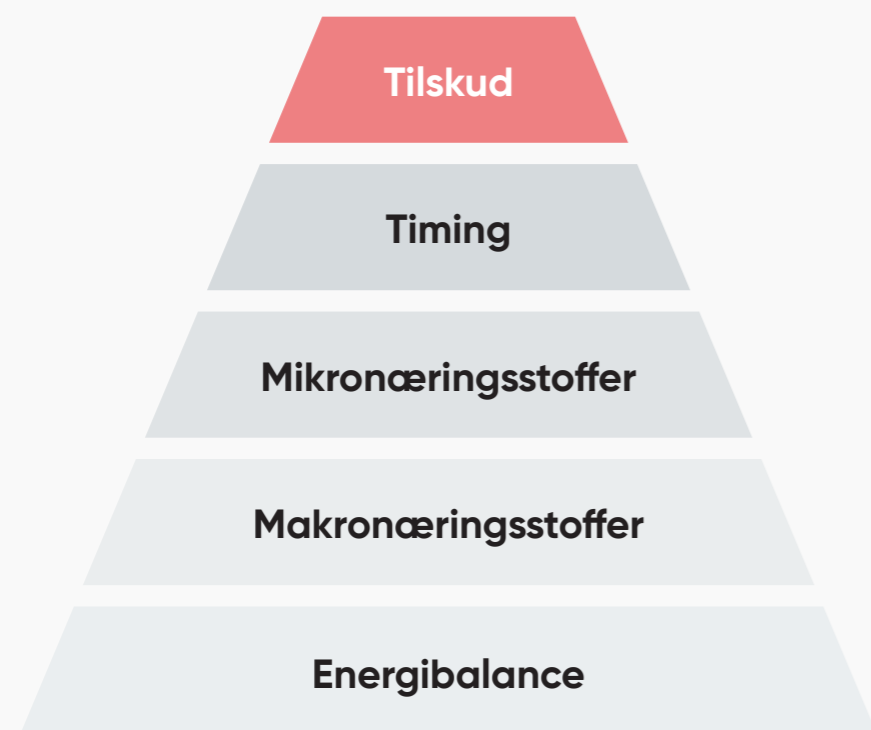 Tilskud
Timing
Mikronæringsstoffer
Makronæringsstoffer
Energibalance